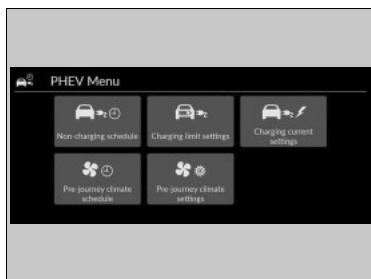 PHEV Menu
Non-charging schedule
Charging limit settings
Charging current
settings
Pre-journey climate
schedule
Pre-journey climate
settings